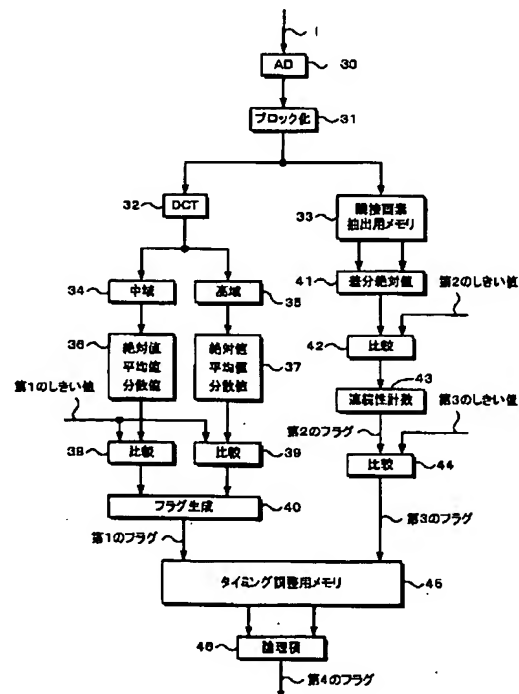 1
AD 30
ブロック化 31
32 DCT
33 隣接画素
抽出用メモリ
34 中域
高域 35
41 差分絶対値
第2のしきい値
36 絶対値
平均値
分散値
絶対値
平均値
分散値 37
42 比較
第1のしきい値
43
連続性計数
第3のしきい値
第2のフラグ
38 比較
比較 39
比較 44
フラグ生成 40
第1のフラグ
第3のフラグ
タイミング調整用メモリ 45
46 論理積
第4のフラグ